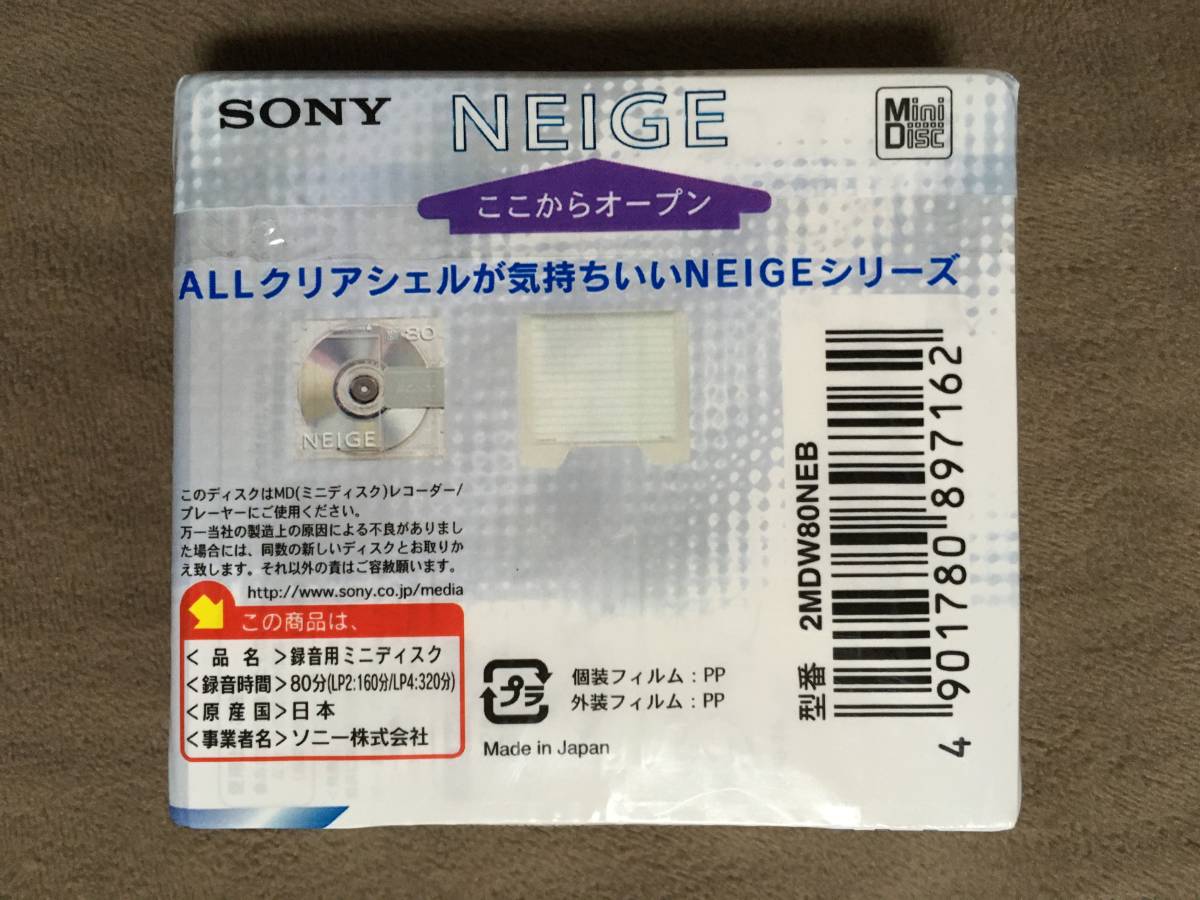 SONY
NEIGE
Mini Disc
ここからオープン
ALLクリアシェルが気持ちいいNEIGEシリーズ
80
NEIGE
このディスクはMD(ミニディスク)レコーダー/
プレーヤーにご使用ください。
万一当社の製造上の原因による不良がありまし
た場合には、同数の新しいディスクとお取りか
え致します。それ以外の責はご容赦願います。
http://www.sony.co.jp/media
この商品は、
<品名>録音用ミニディスク
<録音時間>80分(LP2:160分/LP4:320分)
<原産国>日本
<事業者名>ソニー株式会社
プラ
個装フィルム:PP
外装フィルム:PP
Made in Japan
型番 2MDW80NEB
4 901780 897162